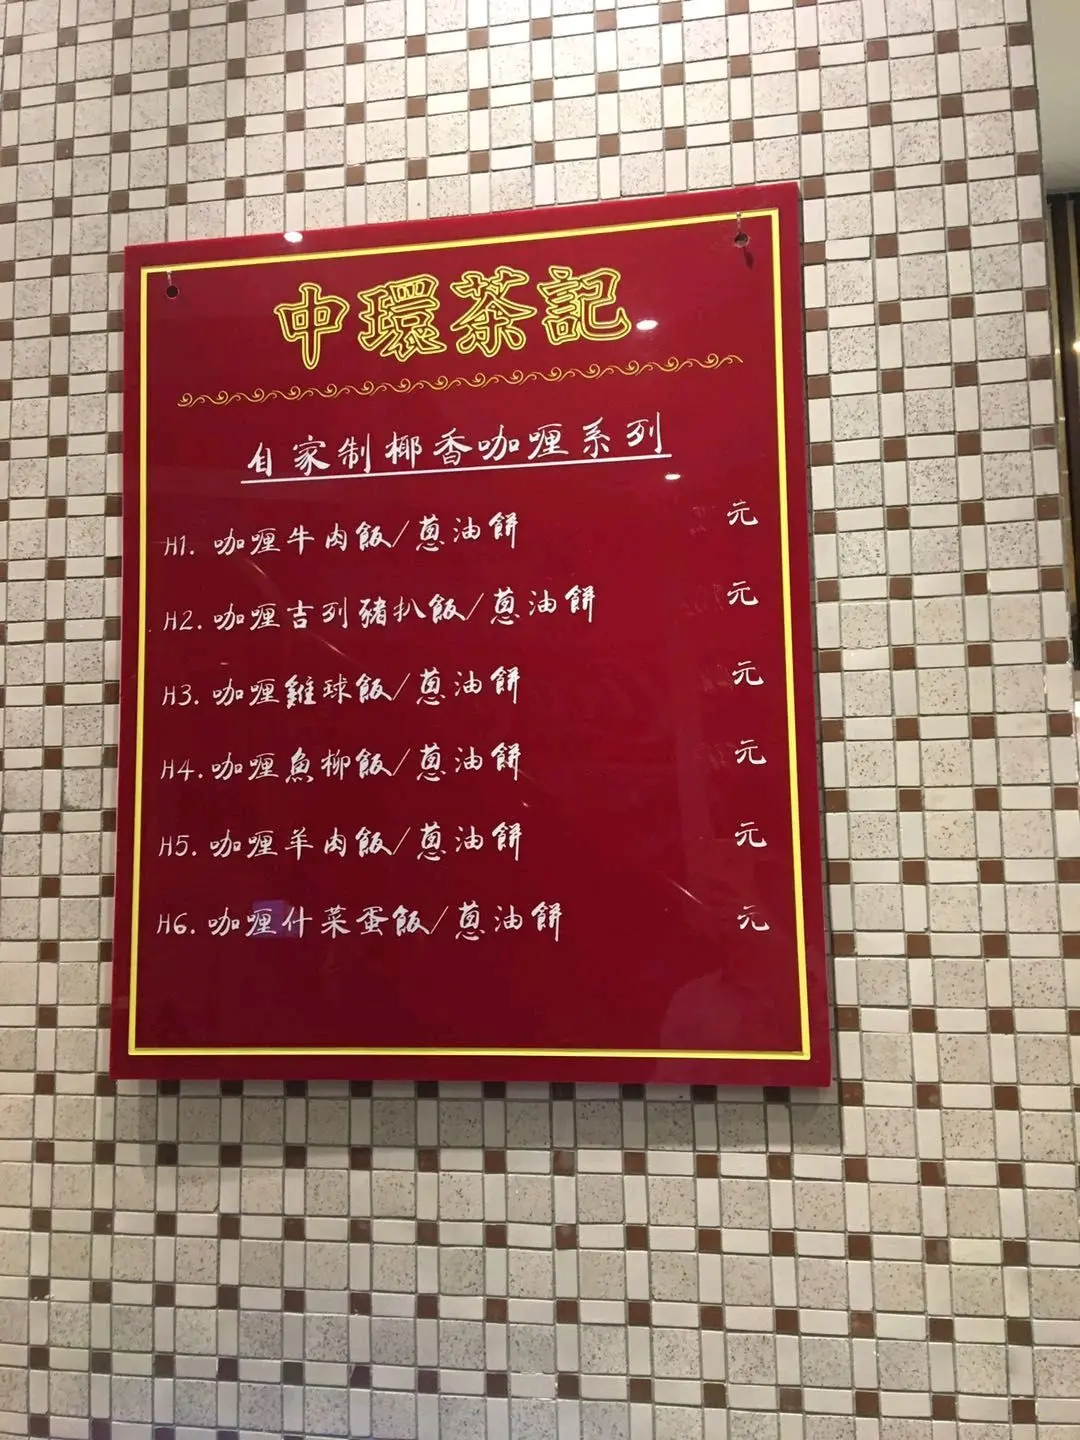 中環茶記
自家制椰香咖喱系列
H1. 咖喱牛肉飯/蔥油餅 元
H2. 咖喱吉列豬扒飯/蔥油餅 元
H3. 咖喱雞球飯/蔥油餅 元
H4. 咖喱魚柳飯/蔥油餅 元
H5. 咖喱羊肉飯/蔥油餅 元
H6. 咖喱什菜蛋飯/蔥油餅 元